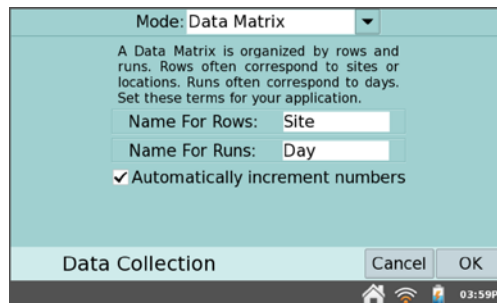 Mode: Data Matrix
A Data Matrix is organized by rows and
runs. Rows often correspond to sites or
locations. Runs often correspond to days.
Set these terms for your application.
Name For Rows: Site
Name For Runs: Day
Automatically increment numbers
Data Collection Cancel OK
03:59P